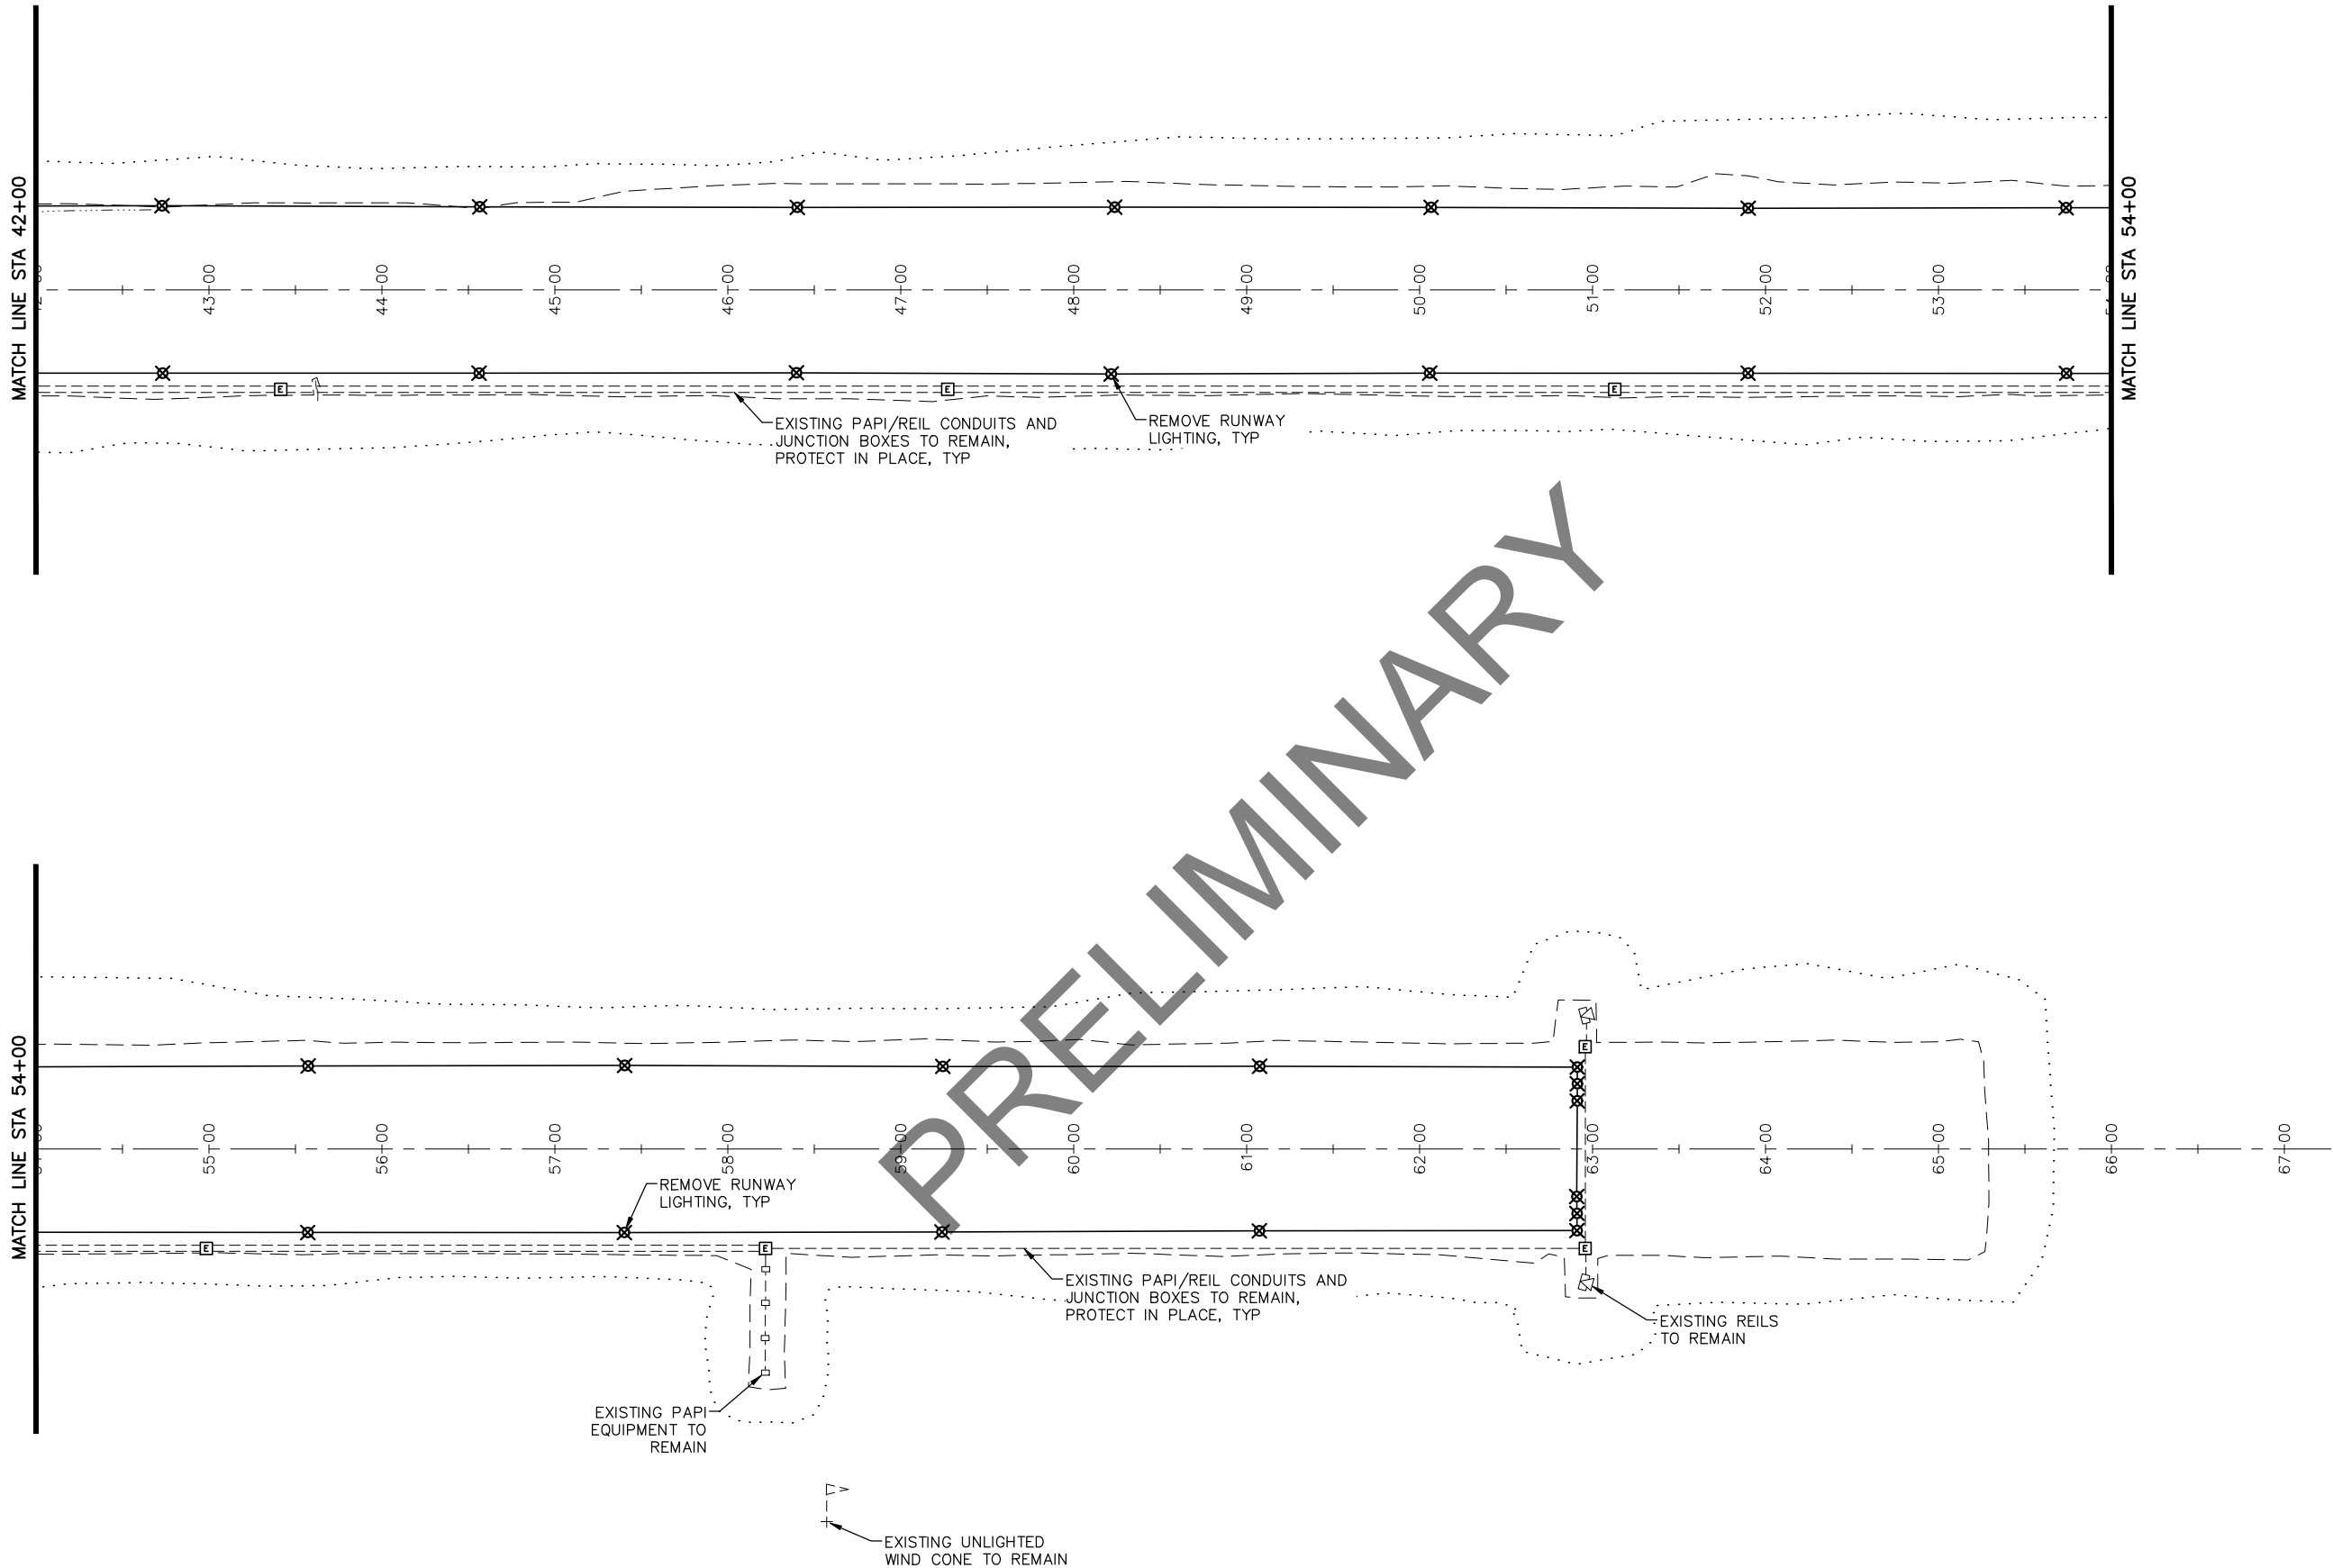 MATCH LINE STA 42+00
43+00
44+00
45+00
46+00
47+00
48+00
49+00
50+00
51+00
52+00
53+00
MATCH LINE STA 54+00
E
E
E
EXISTING PAPI/REIL CONDUITS AND
JUNCTION BOXES TO REMAIN,
PROTECT IN PLACE, TYP
REMOVE RUNWAY
LIGHTING, TYP
PRELIMINARY
MATCH LINE STA 54+00
E
55+00
56+00
57+00
58+00
59+00
60+00
61+00
62+00
63+00
64+00
65+00
66+00
67+00
REMOVE RUNWAY
LIGHTING, TYP
E
E
E
EXISTING PAPI/REIL CONDUITS AND
JUNCTION BOXES TO REMAIN,
PROTECT IN PLACE, TYP
EXISTING REILS
TO REMAIN
EXISTING PAPI
EQUIPMENT TO
REMAIN
EXISTING UNLIGHTED
WIND CONE TO REMAIN